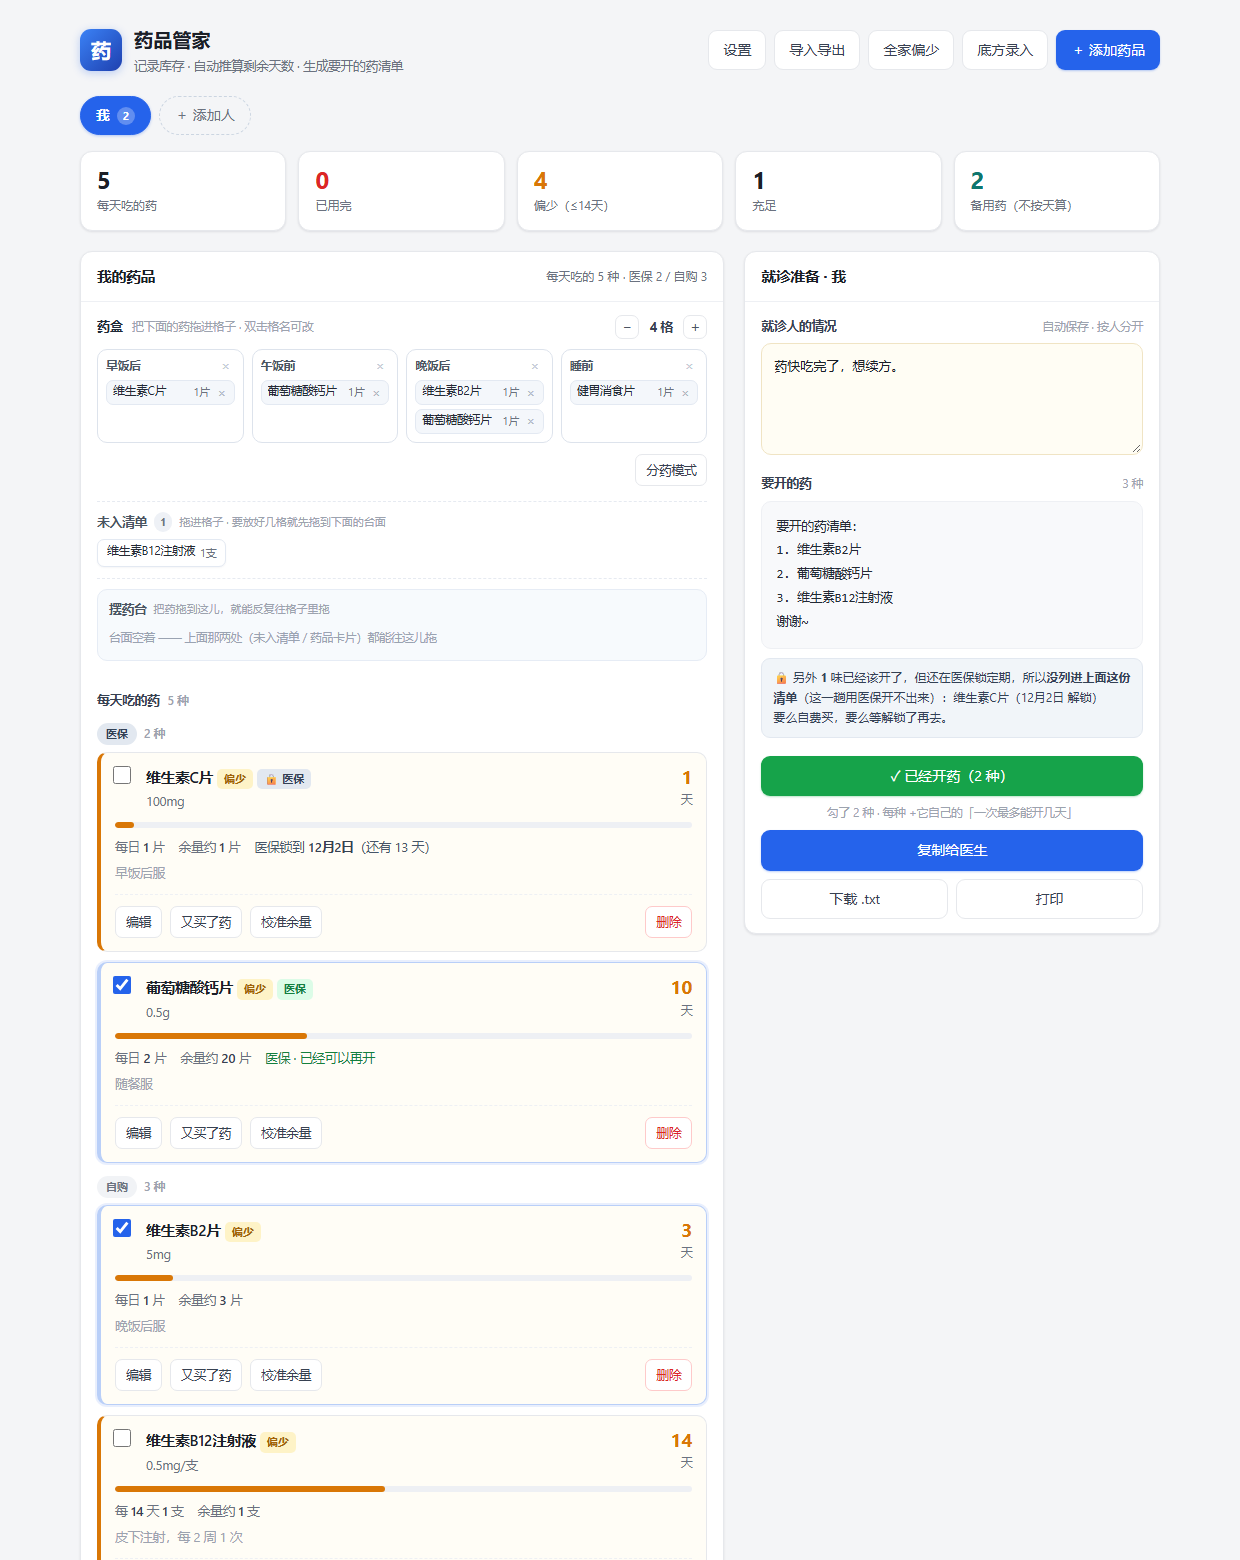 药
药品管家
记录库存 · 自动推算剩余天数 · 生成要开的药清单
设置
导入导出
全家偏少
底方录入
+ 添加药品
我 2
+ 添加人
5
每天吃的药
0
已用完
4
偏少（≤14天）
1
充足
2
备用药（不按天算）
我的药品
每天吃的 5 种 · 医保 2 / 自购 3
药盒 把下面的药拖进格子 · 双击格名可改
− 4 格 +
早饭后 ×
维生素C片 1片 ×
午饭前 ×
葡萄糖酸钙片 1片 ×
晚饭后 ×
维生素B2片 1片 ×
葡萄糖酸钙片 1片 ×
睡前 ×
健胃消食片 1片 ×
分药模式
未入清单 1 拖进格子 · 要放好几格就先拖到下面的台面
维生素B12注射液 1支
摆药台 把药拖到这儿，就能反复往格子里拖
台面空着 —— 上面那两处（未入清单 / 药品卡片）都能往这儿拖
每天吃的药 5 种
医保 2 种
维生素C片 偏少 🔒 医保
100mg
1
天
每日 1 片 余量约 1 片 医保锁到 12月2日（还有 13 天）
早饭后服
编辑
又买了药
校准余量
删除
葡萄糖酸钙片 偏少 医保
0.5g
10
天
每日 2 片 余量约 20 片 医保 · 已经可以再开
随餐服
编辑
又买了药
校准余量
删除
自购 3 种
维生素B2片 偏少
5mg
3
天
每日 1 片 余量约 3 片
晚饭后服
编辑
又买了药
校准余量
删除
维生素B12注射液 偏少
0.5mg/支
14
天
每 14 天 1 支 余量约 1 支
皮下注射，每 2 周 1 次
就诊准备 · 我
就诊人的情况
自动保存 · 按人分开
药快吃完了，想续方。
要开的药
3 种
要开的药清单：
1. 维生素B2片
2. 葡萄糖酸钙片
3. 维生素B12注射液
谢谢~
🔒 另外 1 味已经该开了，但还在医保锁定期，所以没列进上面这份
清单（这一趟用医保开不出来）：维生素C片（12月2日 解锁）
要么自费买，要么等解锁了再去。
✓ 已经开药（2 种）
勾了 2 种 · 每种 +它自己的「一次最多能开几天」
复制给医生
下载 .txt
打印